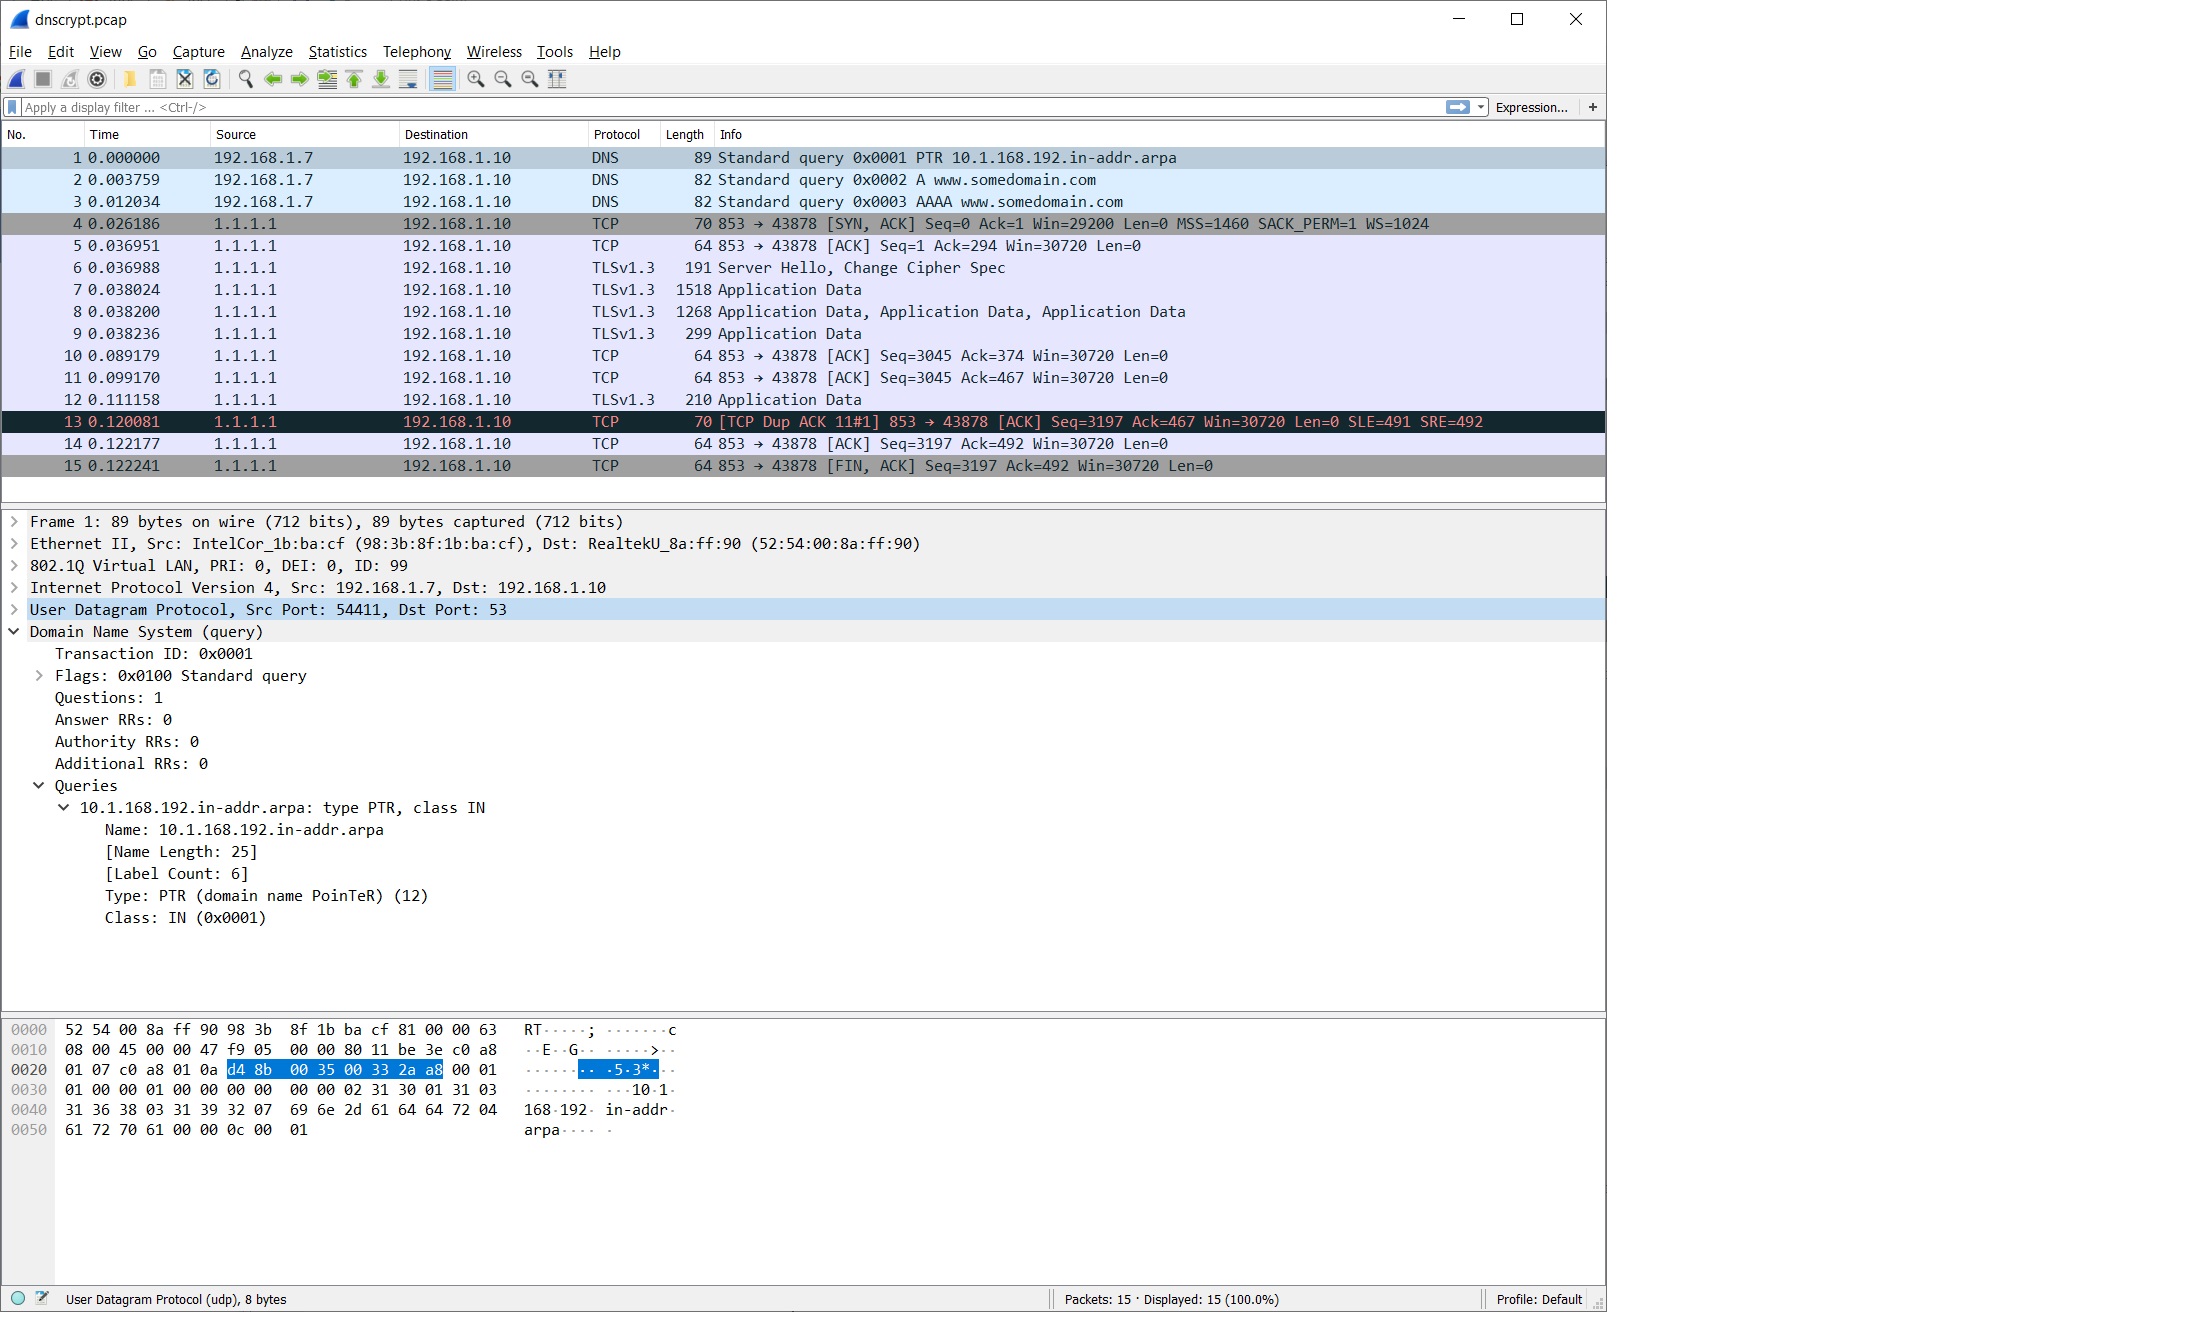 dnscrypt.pcap
File Edit View Go Capture Analyze Statistics Telephony Wireless Tools Help
Apply a display filter ... <Ctrl-/> Expression... +
No. Time Source Destination Protocol Length Info
1 0.000000 192.168.1.7 192.168.1.10 DNS 89 Standard query 0x0001 PTR 10.1.168.192.in-addr.arpa
2 0.003759 192.168.1.7 192.168.1.10 DNS 82 Standard query 0x0002 A www.somedomain.com
3 0.012034 192.168.1.7 192.168.1.10 DNS 82 Standard query 0x0003 AAAA www.somedomain.com
4 0.026186 1.1.1.1 192.168.1.10 TCP 70 853 → 43878 [SYN, ACK] Seq=0 Ack=1 Win=29200 Len=0 MSS=1460 SACK_PERM=1 WS=1024
5 0.036951 1.1.1.1 192.168.1.10 TCP 64 853 → 43878 [ACK] Seq=1 Ack=294 Win=30720 Len=0
6 0.036988 1.1.1.1 192.168.1.10 TLSv1.3 191 Server Hello, Change Cipher Spec
7 0.038024 1.1.1.1 192.168.1.10 TLSv1.3 1518 Application Data
8 0.038200 1.1.1.1 192.168.1.10 TLSv1.3 1268 Application Data, Application Data, Application Data
9 0.038236 1.1.1.1 192.168.1.10 TLSv1.3 299 Application Data
10 0.089179 1.1.1.1 192.168.1.10 TCP 64 853 → 43878 [ACK] Seq=3045 Ack=374 Win=30720 Len=0
11 0.099170 1.1.1.1 192.168.1.10 TCP 64 853 → 43878 [ACK] Seq=3045 Ack=467 Win=30720 Len=0
12 0.111158 1.1.1.1 192.168.1.10 TLSv1.3 210 Application Data
13 0.120081 1.1.1.1 192.168.1.10 TCP 70 [TCP Dup ACK 11#1] 853 → 43878 [ACK] Seq=3197 Ack=467 Win=30720 Len=0 SLE=491 SRE=492
14 0.122177 1.1.1.1 192.168.1.10 TCP 64 853 → 43878 [ACK] Seq=3197 Ack=492 Win=30720 Len=0
15 0.122241 1.1.1.1 192.168.1.10 TCP 64 853 → 43878 [FIN, ACK] Seq=3197 Ack=492 Win=30720 Len=0
Frame 1: 89 bytes on wire (712 bits), 89 bytes captured (712 bits)
Ethernet II, Src: IntelCor_1b:ba:cf (98:3b:8f:1b:ba:cf), Dst: RealtekU_8a:ff:90 (52:54:00:8a:ff:90)
802.1Q Virtual LAN, PRI: 0, DEI: 0, ID: 99
Internet Protocol Version 4, Src: 192.168.1.7, Dst: 192.168.1.10
User Datagram Protocol, Src Port: 54411, Dst Port: 53
Domain Name System (query)
Transaction ID: 0x0001
Flags: 0x0100 Standard query
Questions: 1
Answer RRs: 0
Authority RRs: 0
Additional RRs: 0
Queries
10.1.168.192.in-addr.arpa: type PTR, class IN
Name: 10.1.168.192.in-addr.arpa
[Name Length: 25]
[Label Count: 6]
Type: PTR (domain name PoinTeR) (12)
Class: IN (0x0001)
0000 52 54 00 8a ff 90 98 3b 8f 1b ba cf 81 00 00 63 RT·····; ·······c
0010 08 00 45 00 00 47 f9 05 00 00 80 11 be 3e c0 a8 ··E··G·· ·····>··
0020 01 07 c0 a8 01 0a d4 8b 00 35 00 33 2a a8 00 01 ········ ·5·3*···
0030 01 00 00 01 00 00 00 00 00 00 02 31 30 01 31 03 ········ ···10·1·
0040 31 36 38 03 31 39 32 07 69 6e 2d 61 64 64 72 04 168·192· in-addr·
0050 61 72 70 61 00 00 0c 00 01 arpa···· ·
User Datagram Protocol (udp), 8 bytes Packets: 15 · Displayed: 15 (100.0%) Profile: Default